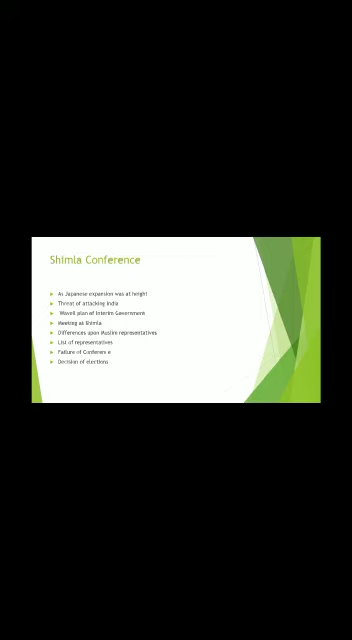 Shimla Conference
As Japanese expansion was at height
Threat of attacking India
Wavell plan of Interim Government
Meeting as Shimla
Differences upon Muslim representatives
List of representatives
Failure of Conference
Decision of elections